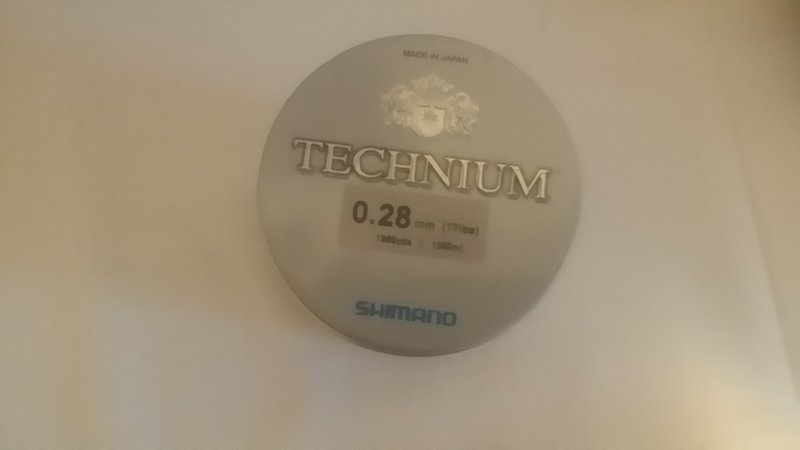 MADE IN JAPAN
TECHNIUM
0.28 mm (17lbs)
SHIMANO